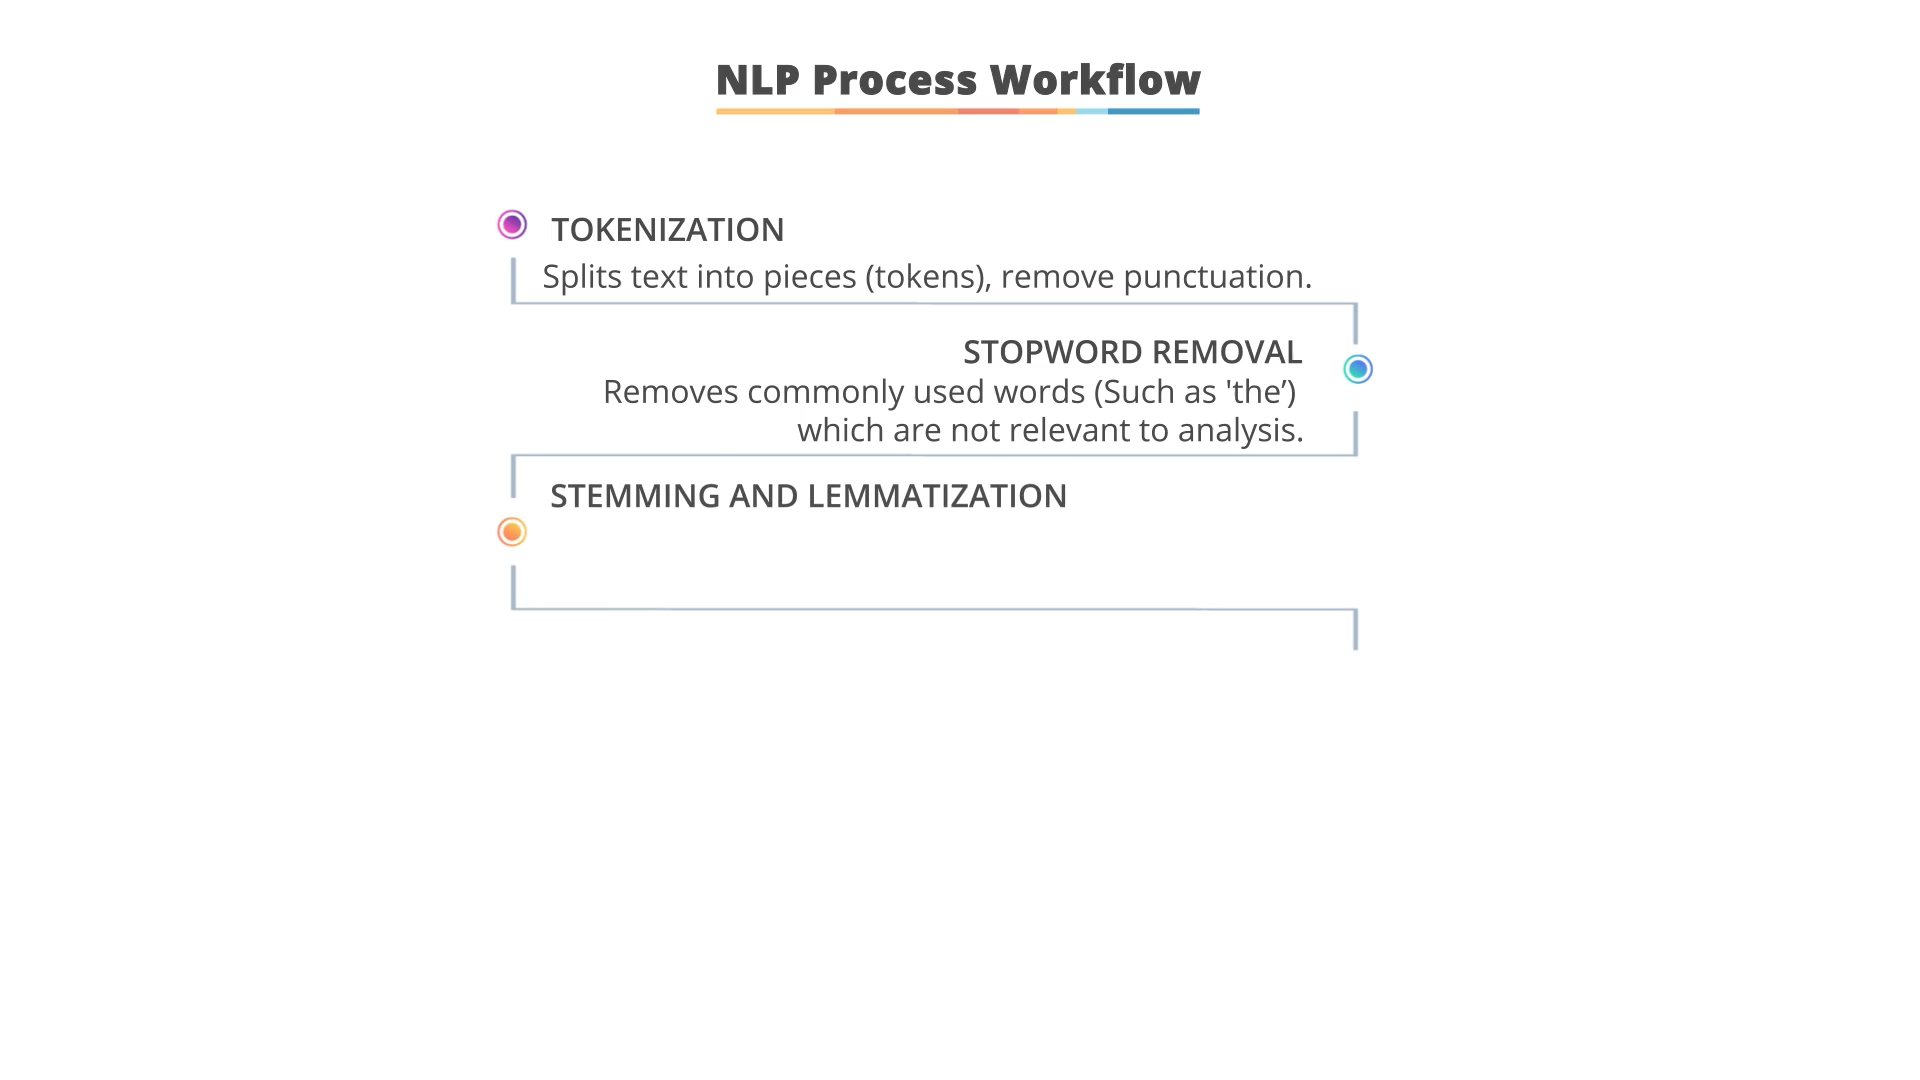 NLP Process Workflow
TOKENIZATION
Splits text into pieces (tokens), remove punctuation.
STOPWORD REMOVAL
Removes commonly used words (Such as 'the’)
which are not relevant to analysis.
STEMMING AND LEMMATIZATION